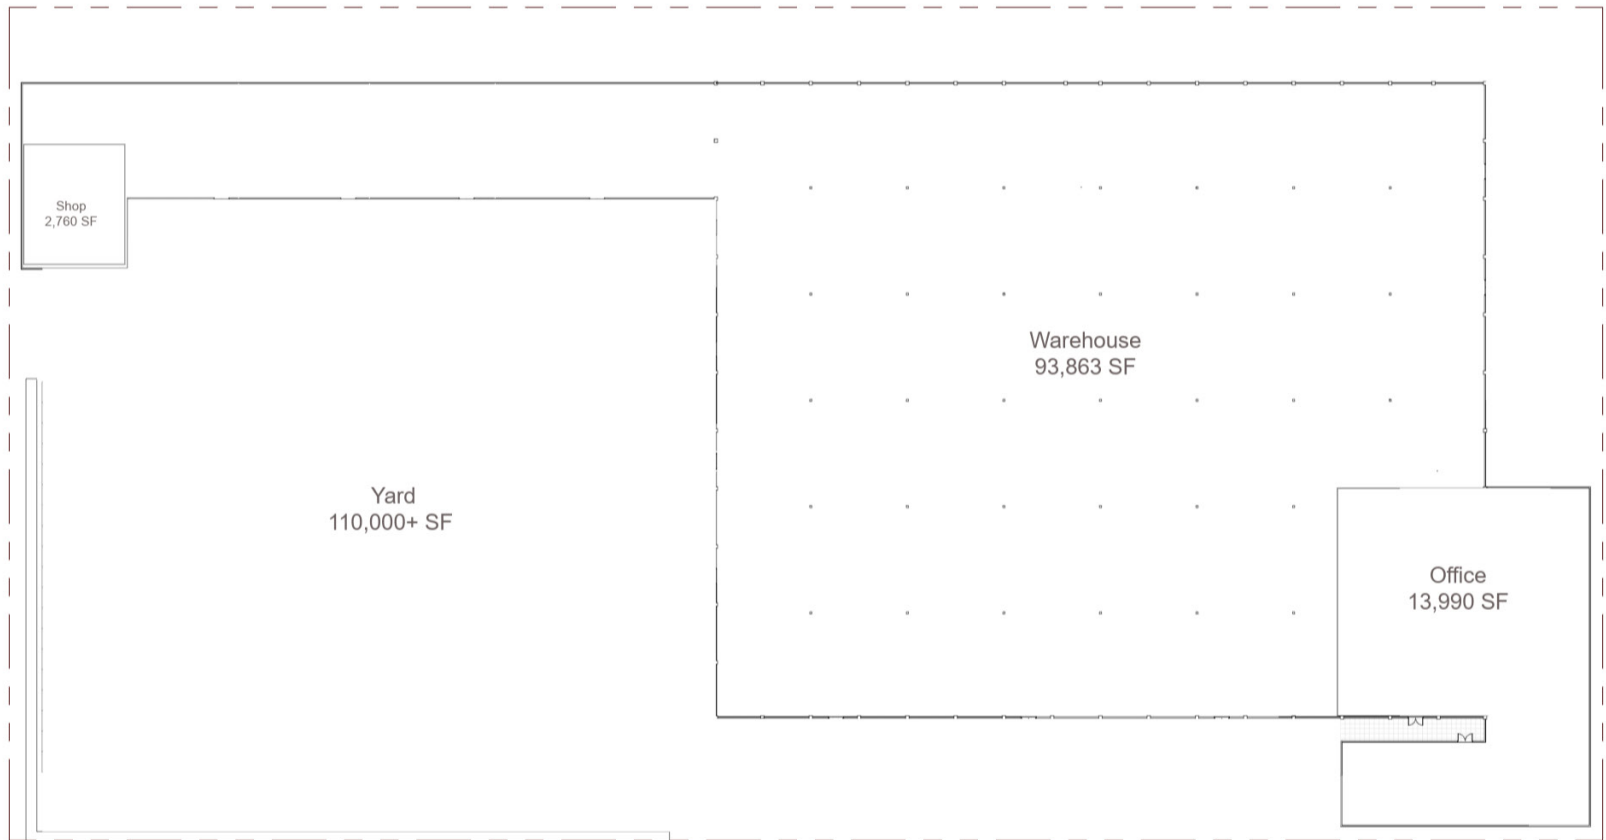 Shop
2,760 SF
Warehouse
93,863 SF
Yard
110,000+ SF
Office
13,990 SF